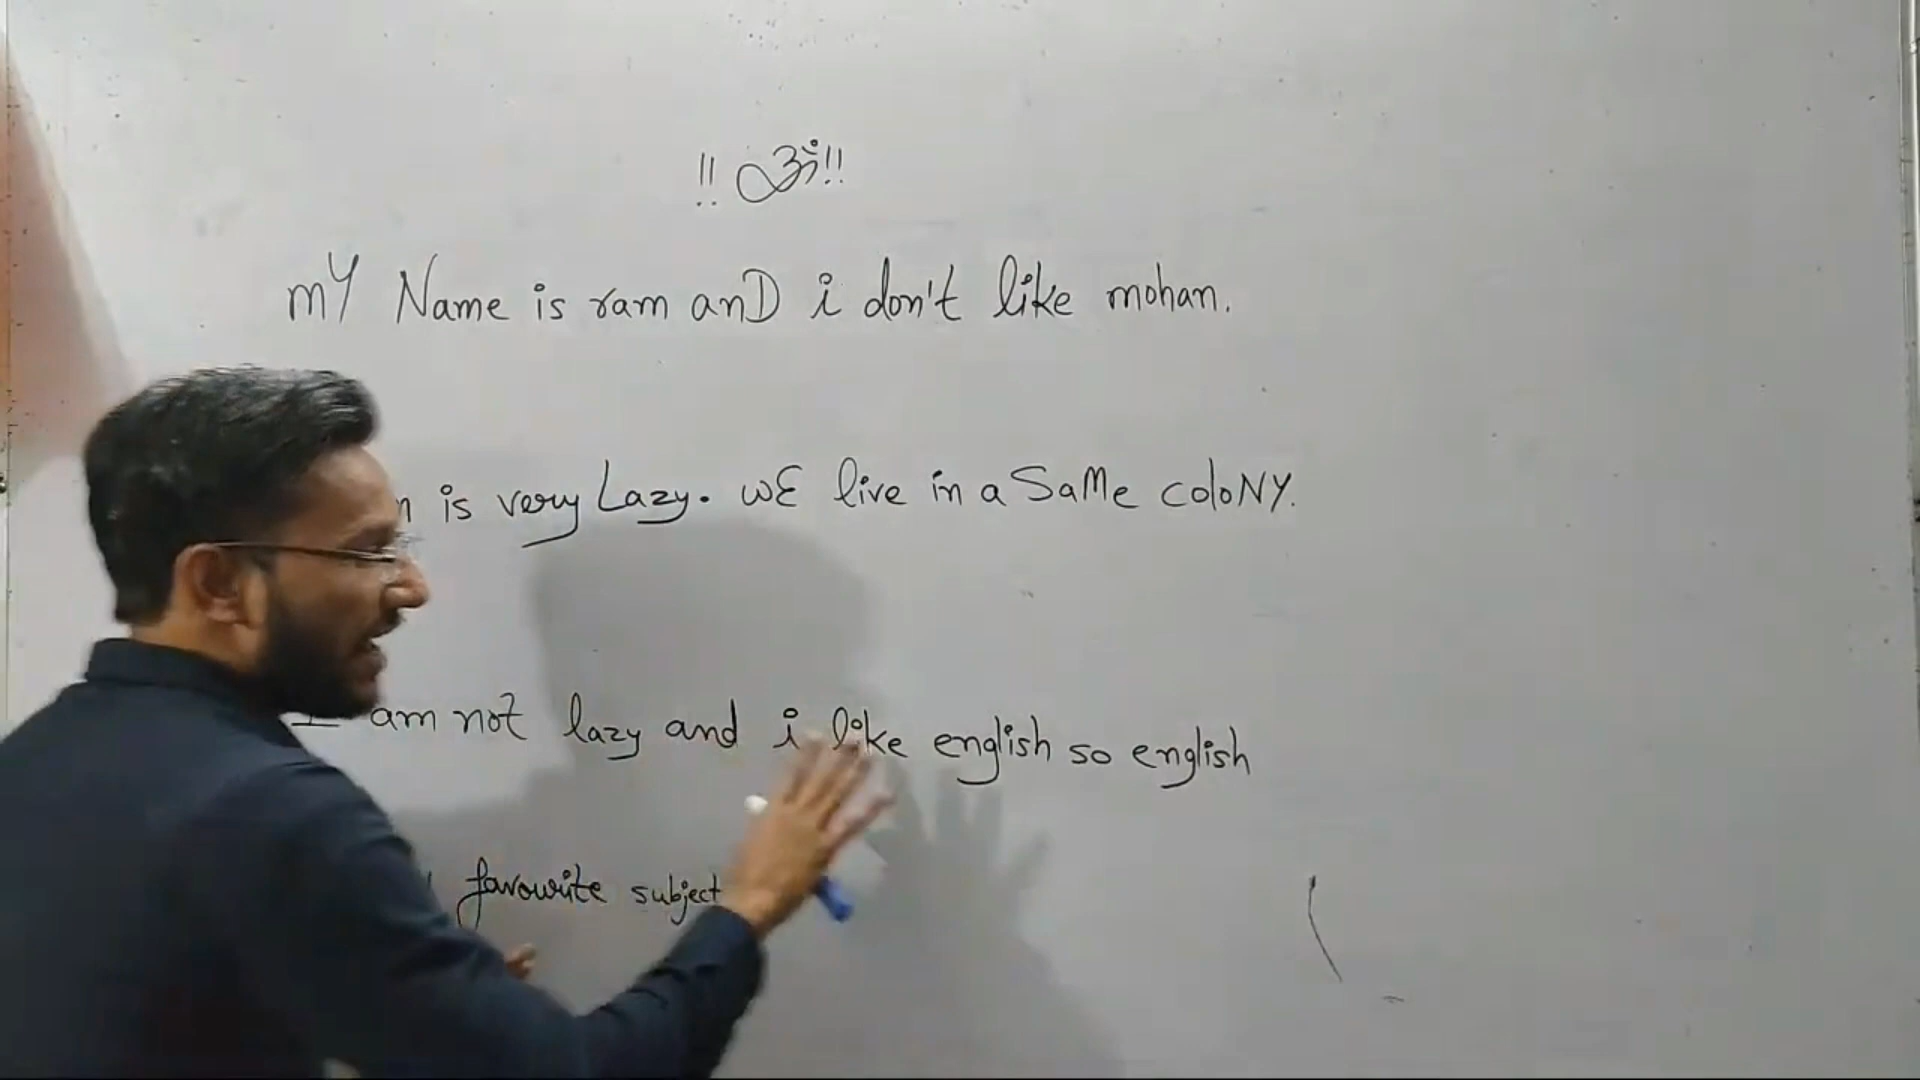 !! ॐ !!
mY Name is ram anD i don't like mohan.
is very Lazy. wE live in a SaMe coloNY.
I am not lazy and i like english so english
favourite subject